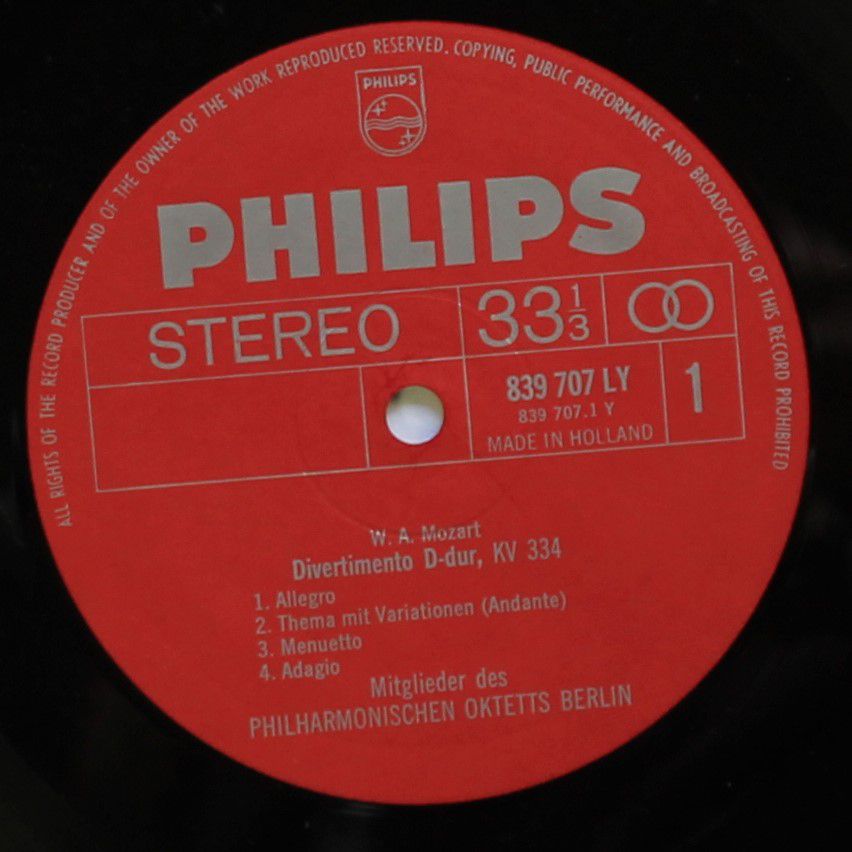 ALL RIGHTS OF THE RECORD PRODUCER AND OF THE OWNER OF THE WORK REPRODUCED RESERVED. COPYING, PUBLIC PERFORMANCE AND BROADCASTING OF THIS RECORD PROHIBITED
PHILIPS
PHILIPS
STEREO
33 1/3
839 707 LY
839 707.1 Y
MADE IN HOLLAND
1
W. A. Mozart
Divertimento D-dur, KV 334
1. Allegro
2. Thema mit Variationen (Andante)
3. Menuetto
4. Adagio
Mitglieder des
PHILHARMONISCHEN OKTETTS BERLIN